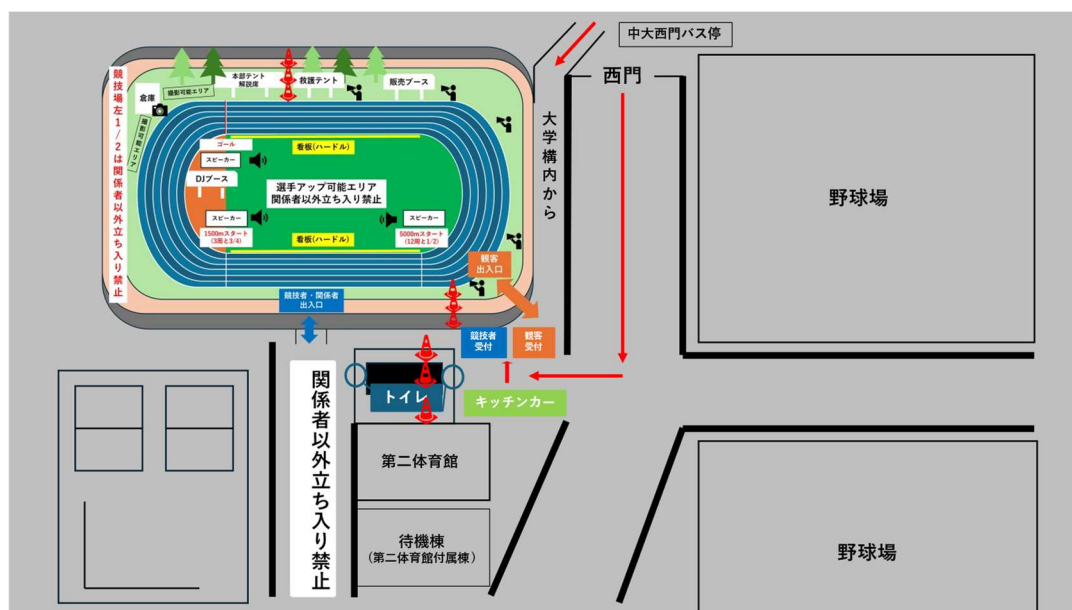 中大西門バス停
西門
大学構内から
野球場
野球場
競技場左1/2は関係者以外立ち入り禁止
倉庫
撮影可能エリア
撮影可能エリア
本部テント
解説席
救護テント
販売ブース
ゴール
スピーカー
DJブース
スピーカー
1500mスタート
(3周と3/4)
看板(ハードル)
選手アップ可能エリア
関係者以外立ち入り禁止
スピーカー
5000mスタート
(12周と1/2)
看板(ハードル)
観客
出入口
競技者・関係者
出入口
競技者
受付
観客
受付
キッチンカー
トイレ
関係者以外立ち入り禁止
第二体育館
待機棟
(第二体育館付属棟)